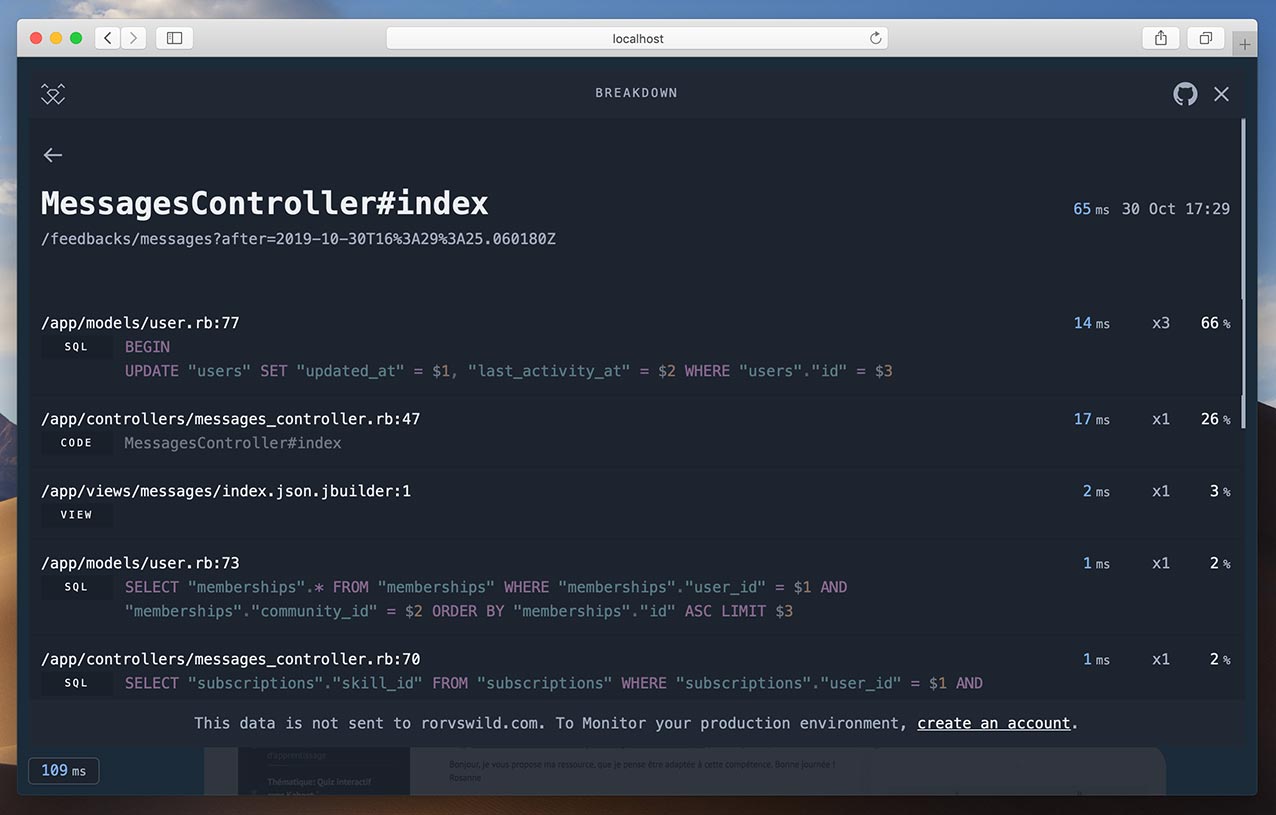 localhost
BREAKDOWN
MessagesController#index
65 ms 30 Oct 17:29
/feedbacks/messages?after=2019-10-30T16%3A29%3A25.060180Z
/app/models/user.rb:77 14 ms x3 66 %
SQL BEGIN
UPDATE "users" SET "updated_at" = $1, "last_activity_at" = $2 WHERE "users"."id" = $3
/app/controllers/messages_controller.rb:47 17 ms x1 26 %
CODE MessagesController#index
/app/views/messages/index.json.jbuilder:1 2 ms x1 3 %
VIEW
/app/models/user.rb:73 1 ms x1 2 %
SQL SELECT "memberships".* FROM "memberships" WHERE "memberships"."user_id" = $1 AND
"memberships"."community_id" = $2 ORDER BY "memberships"."id" ASC LIMIT $3
/app/controllers/messages_controller.rb:70 1 ms x1 2 %
SQL SELECT "subscriptions"."skill_id" FROM "subscriptions" WHERE "subscriptions"."user_id" = $1 AND
This data is not sent to rorvswild.com. To Monitor your production environment, create an account.
109 ms
d'apprentissage
Thématique: Quiz interactif
Bonjour, je vous propose ma ressource, que je pense être adaptée à cette compétence. Bonne journée !
Rosanne